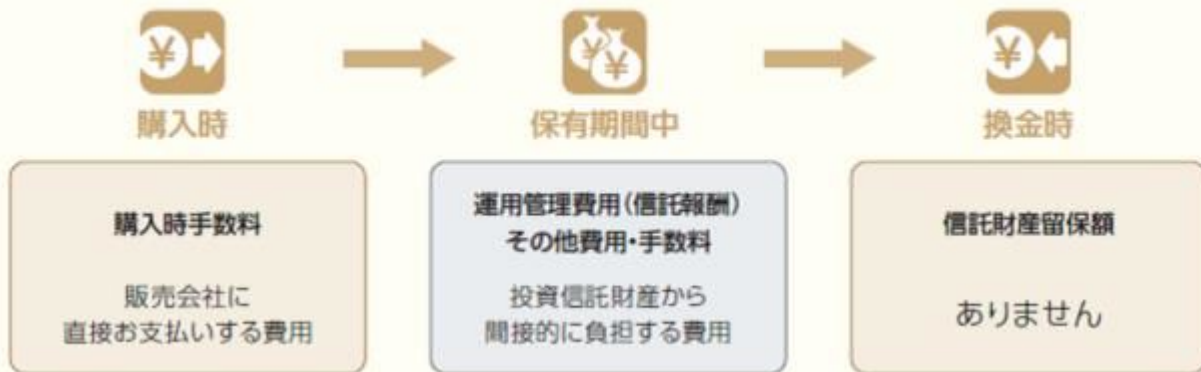 ¥
¥
¥
¥
購入時
保有期間中
換金時
購入時手数料
販売会社に
直接お支払いする費用
運用管理費用(信託報酬)
その他費用・手数料
投資信託財産から
間接的に負担する費用
信託財産留保額
ありません